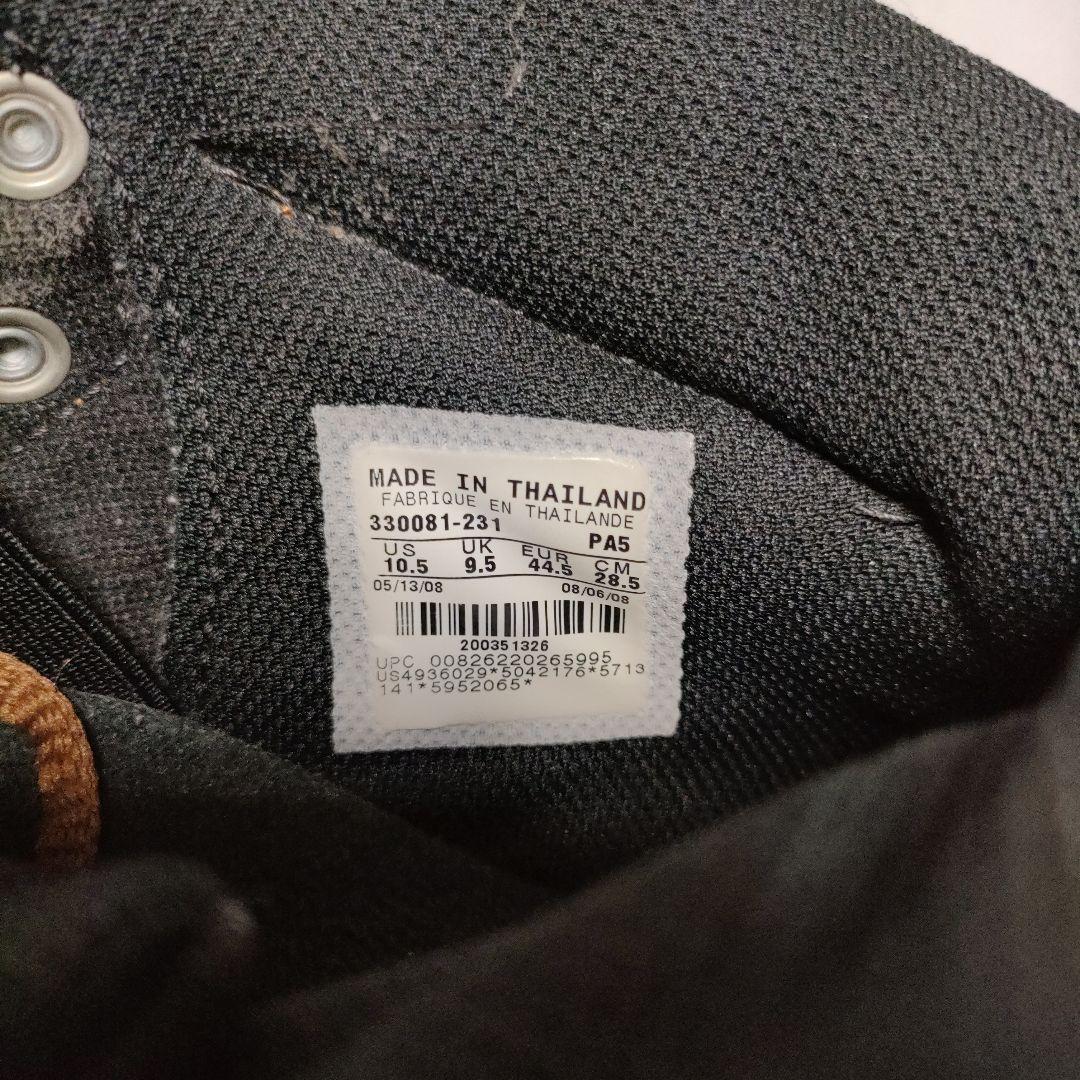 MADE IN THAILAND
FABRIQUE EN THAILANDE
330081-231
PA5
US UK EUR CM
10.5 9.5 44.5 28.5
05/13/08 08/06/08
200351326
UPC 00826220265995
US4936029*5042176*5713
141*5952065*